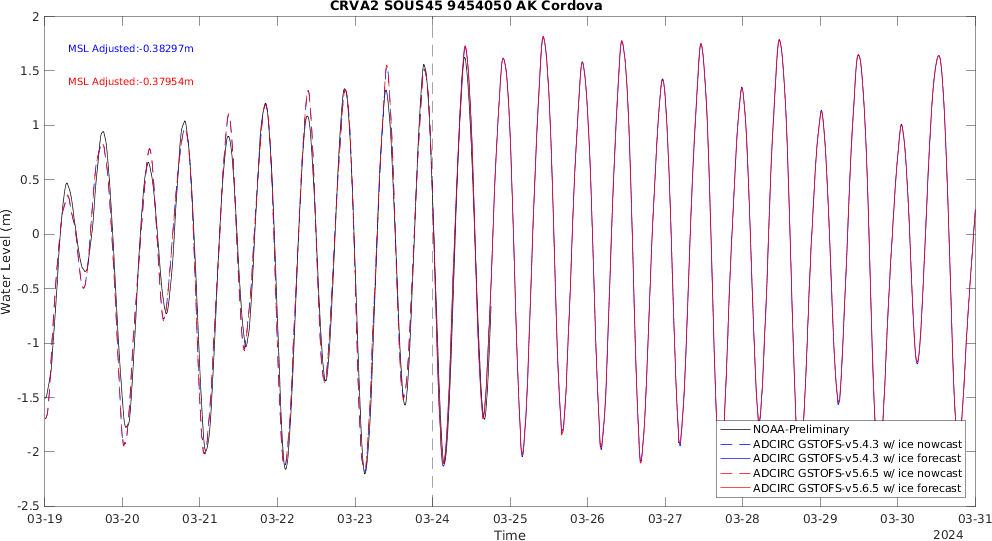 CRVA2 SOUS45 9454050 AK Cordova
MSL Adjusted:-0.38297m
MSL Adjusted:-0.37954m
Water Level (m)
2
1.5
1
0.5
0
-0.5
-1
-1.5
-2
-2.5
NOAA-Preliminary
ADCIRC GSTOFS-v5.4.3 w/ ice nowcast
ADCIRC GSTOFS-v5.4.3 w/ ice forecast
ADCIRC GSTOFS-v5.6.5 w/ ice nowcast
ADCIRC GSTOFS-v5.6.5 w/ ice forecast
03-19 03-20 03-21 03-22 03-23 03-24 03-25 03-26 03-27 03-28 03-29 03-30 03-31
Time
2024